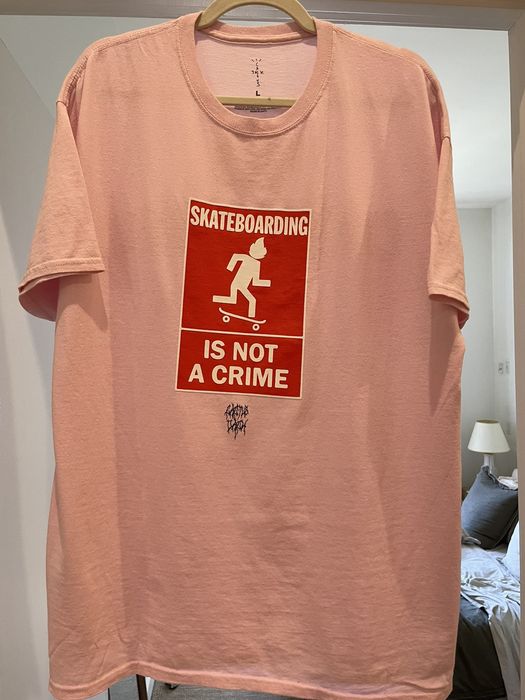 L
SKATEBOARDING
IS NOT
A CRIME